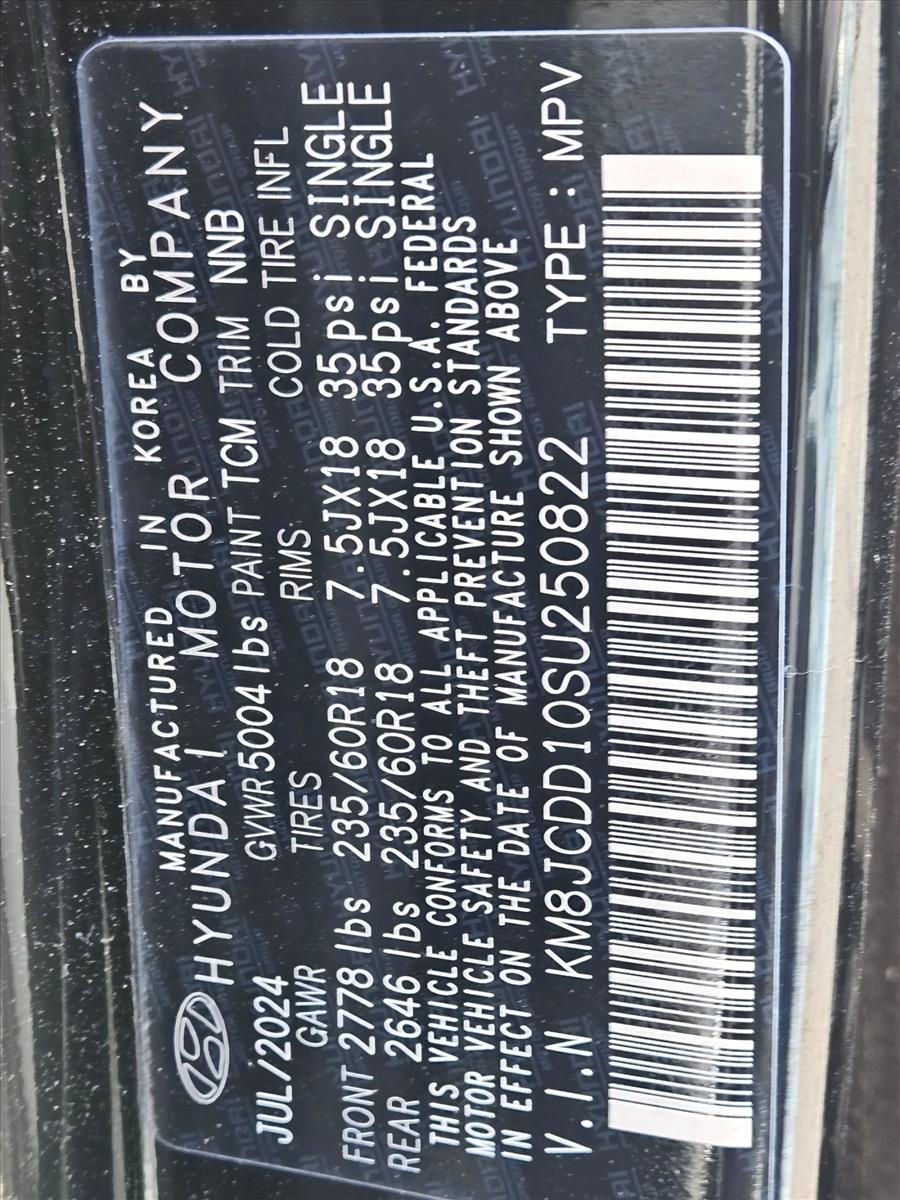 MANUFACTURED IN KOREA BY
HYUNDAI MOTOR COMPANY
JUL/2024 GVWR5004lbs PAINT TCM TRIM NNB
GAWR TIRES RIMS COLD TIRE INFL
FRONT 2778 lbs 235/60R18 7.5JX18 35psi SINGLE
REAR 2646 lbs 235/60R18 7.5JX18 35psi SINGLE
THIS VEHICLE CONFORMS TO ALL APPLICABLE U.S.A. FEDERAL
MOTOR VEHICLE SAFETY AND THEFT PREVENTION STANDARDS
IN EFFECT ON THE DATE OF MANUFACTURE SHOWN ABOVE
V.I.N KM8JCDD10SU250822 TYPE : MPV